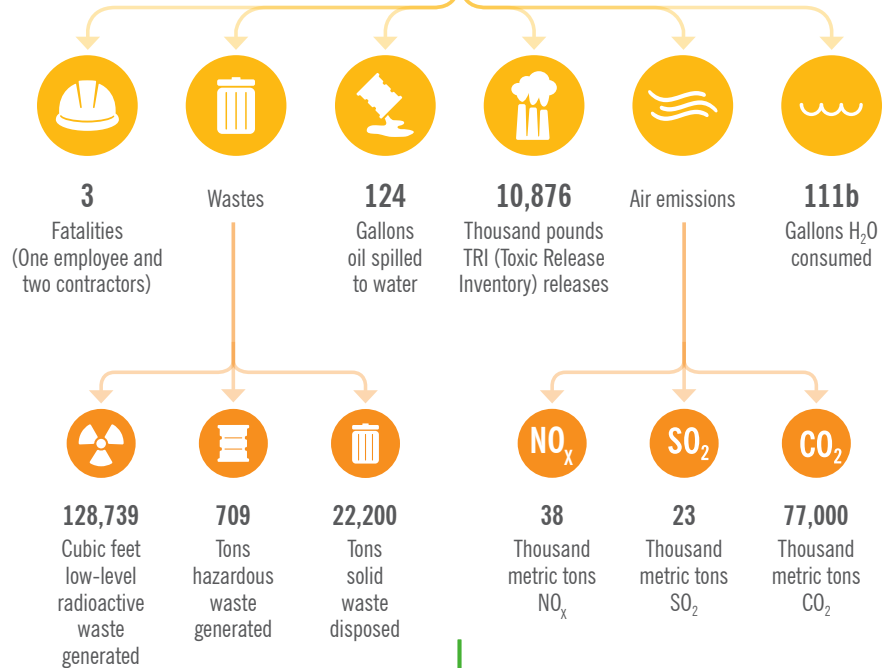 3
Fatalities
(One employee and
two contractors)
Wastes
124
Gallons
oil spilled
to water
10,876
Thousand pounds
TRI (Toxic Release
Inventory) releases
Air emissions
111b
Gallons H₂O
consumed
128,739
Cubic feet
low-level
radioactive
waste
generated
709
Tons
hazardous
waste
generated
22,200
Tons
solid
waste
disposed
NOₓ
38
Thousand
metric tons
NOₓ
SO₂
23
Thousand
metric tons
SO₂
CO₂
77,000
Thousand
metric tons
CO₂